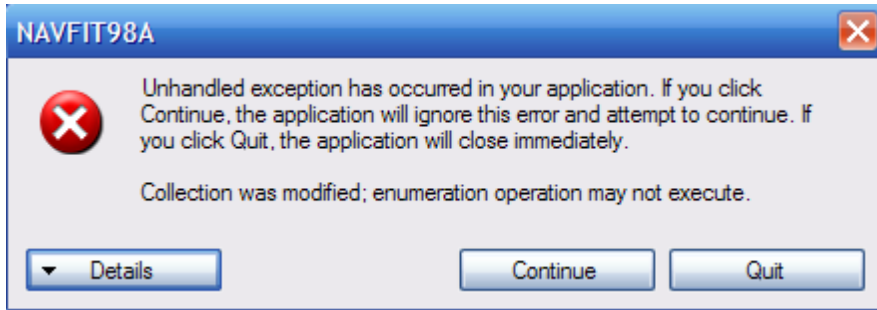 NAVFIT98A
Unhandled exception has occurred in your application. If you click
Continue, the application will ignore this error and attempt to continue. If
you click Quit, the application will close immediately.
Collection was modified; enumeration operation may not execute.
Details
Continue
Quit